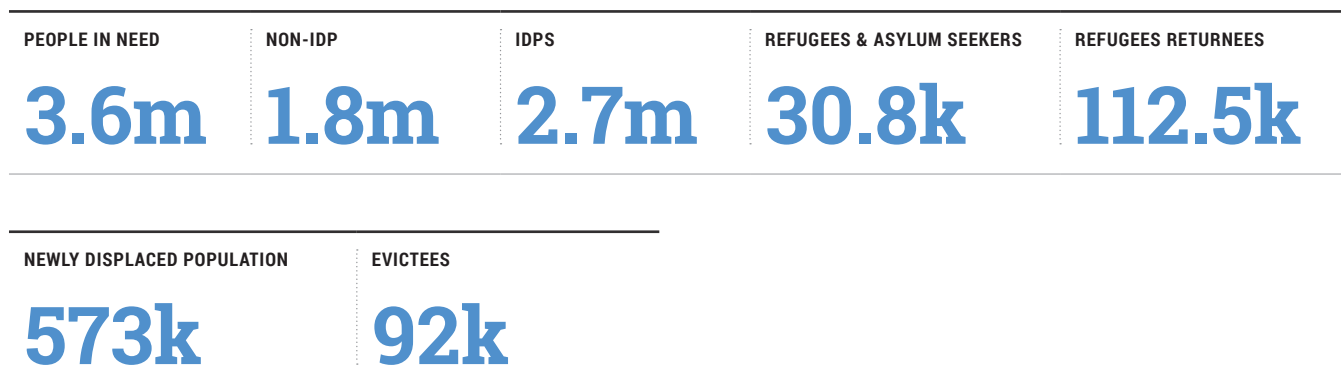 PEOPLE IN NEED NON-IDP IDPS REFUGEES & ASYLUM SEEKERS REFUGEES RETURNEES
3.6m 1.8m 2.7m 30.8k 112.5k
NEWLY DISPLACED POPULATION EVICTEES
573k 92k